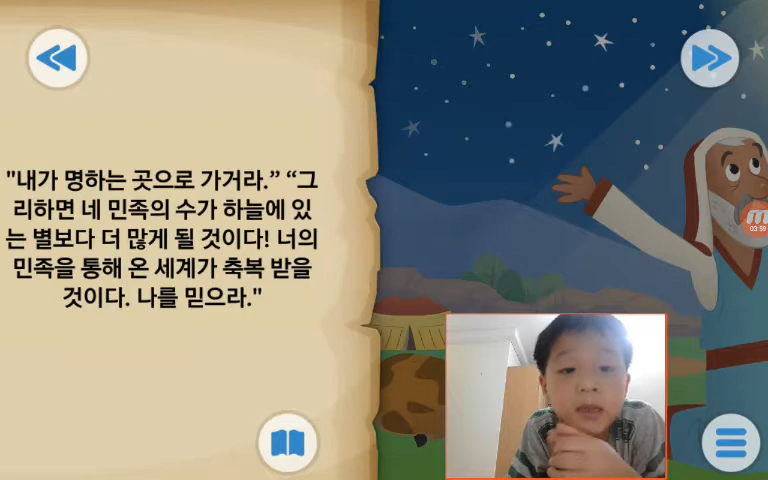 "내가 명하는 곳으로 가거라.” “그
리하면 네 민족의 수가 하늘에 있
는 별보다 더 많게 될 것이다! 너의
민족을 통해 온 세계가 축복 받을
것이다. 나를 믿으라."
03:59